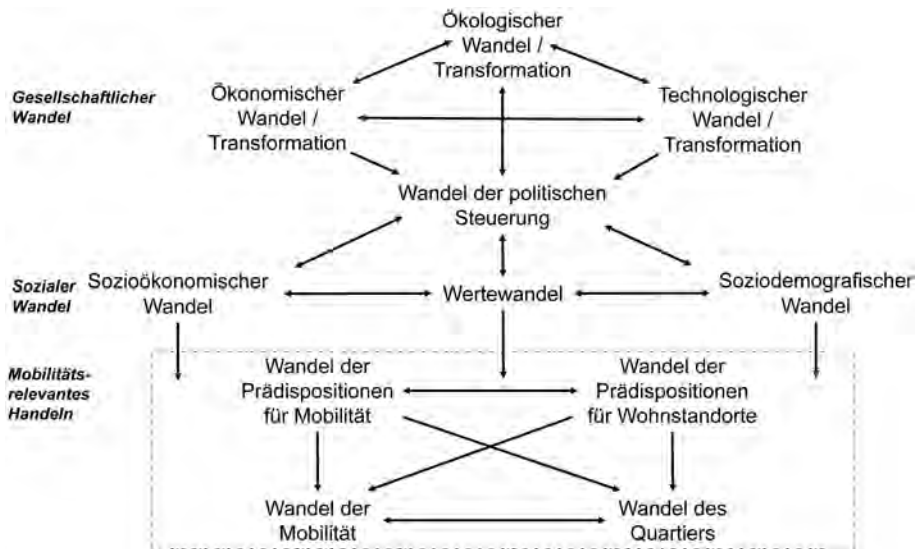 Ökologischer
Wandel /
Transformation
Gesellschaftlicher
Wandel
Ökonomischer
Wandel /
Transformation
Technologischer
Wandel /
Transformation
Wandel der politischen
Steuerung
Sozialer
Wandel
Sozioökonomischer
Wandel
Wertewandel
Soziodemografischer
Wandel
Mobilitäts-
relevantes
Handeln
Wandel der
Prädispositionen
für Mobilität
Wandel der
Prädispositionen
für Wohnstandorte
Wandel der
Mobilität
Wandel des
Quartiers